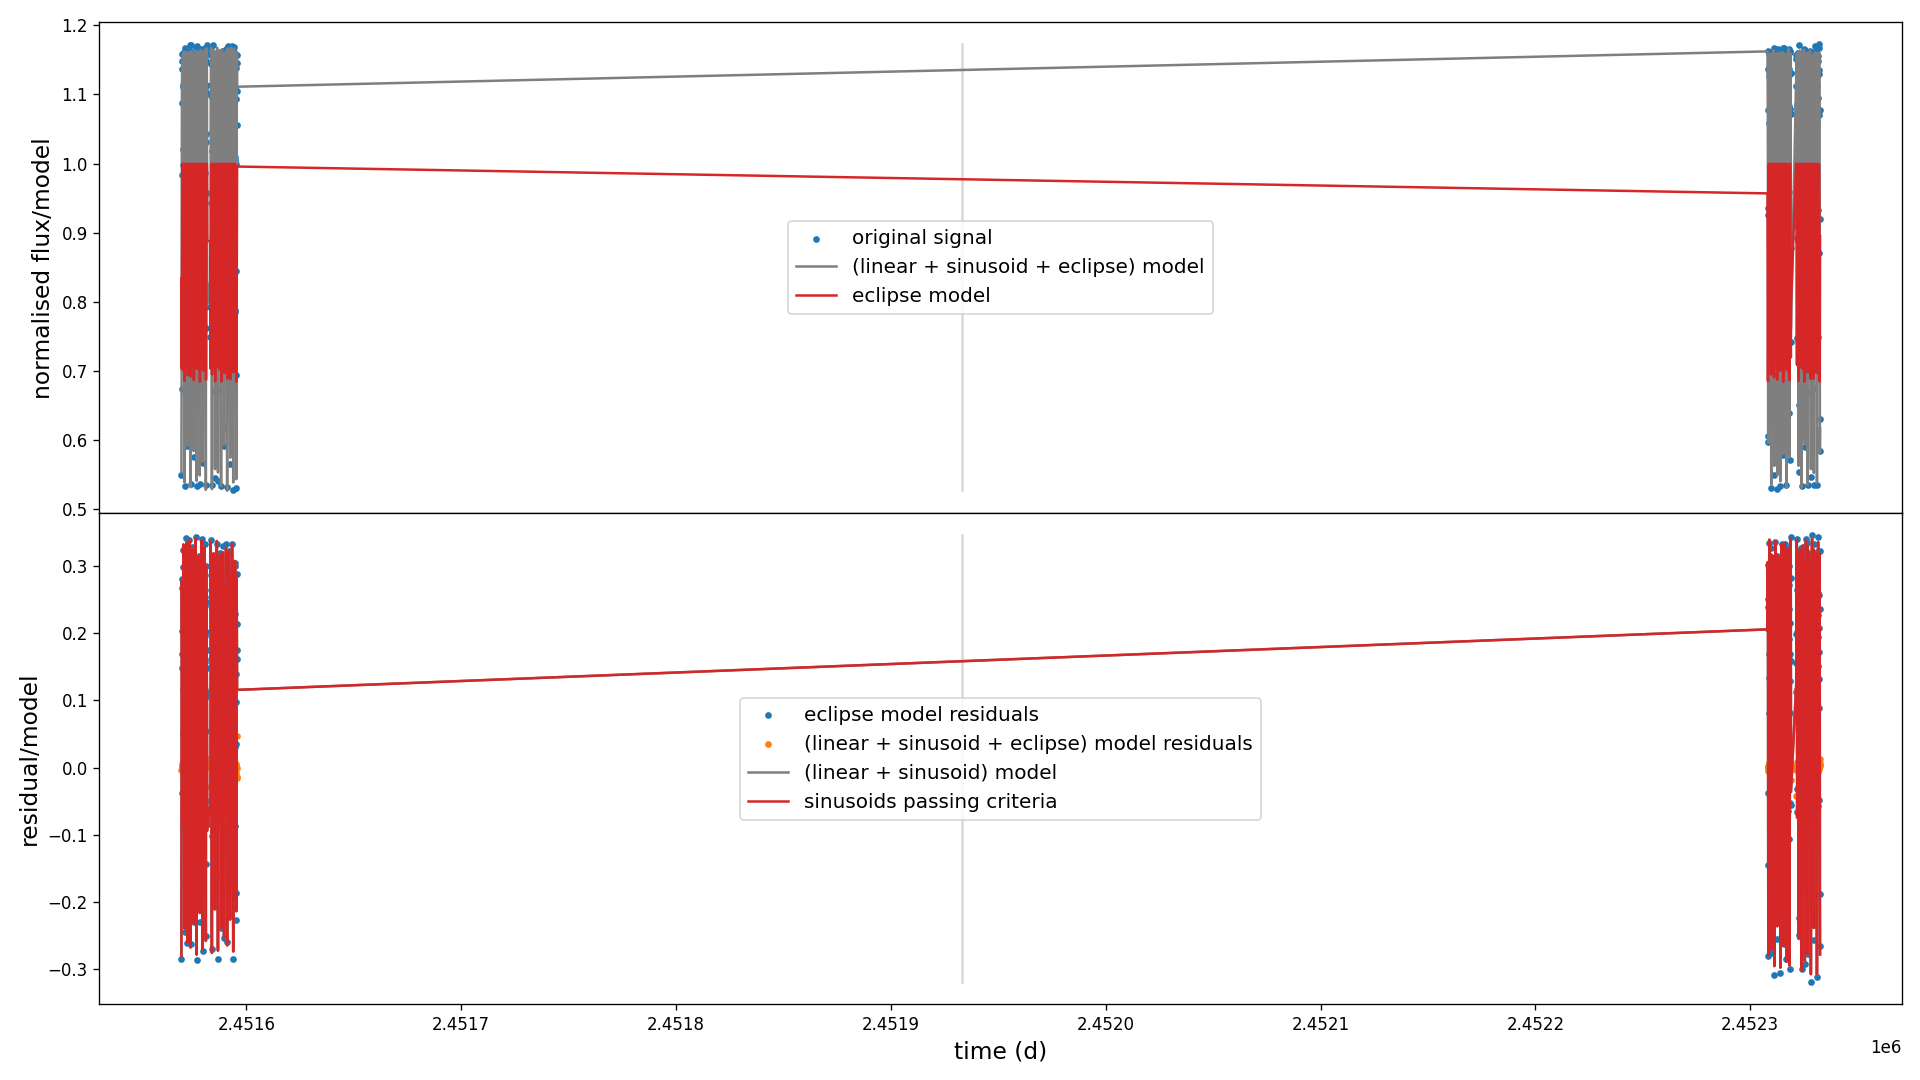 1.2
1.1
1.0
0.9
0.8
0.7
0.6
0.5
normalised flux/model
original signal
(linear + sinusoid + eclipse) model
eclipse model
0.3
0.2
0.1
0.0
−0.1
−0.2
−0.3
residual/model
eclipse model residuals
(linear + sinusoid + eclipse) model residuals
(linear + sinusoid) model
sinusoids passing criteria
2.4516 2.4517 2.4518 2.4519 2.4520 2.4521 2.4522 2.4523
1e6
time (d)